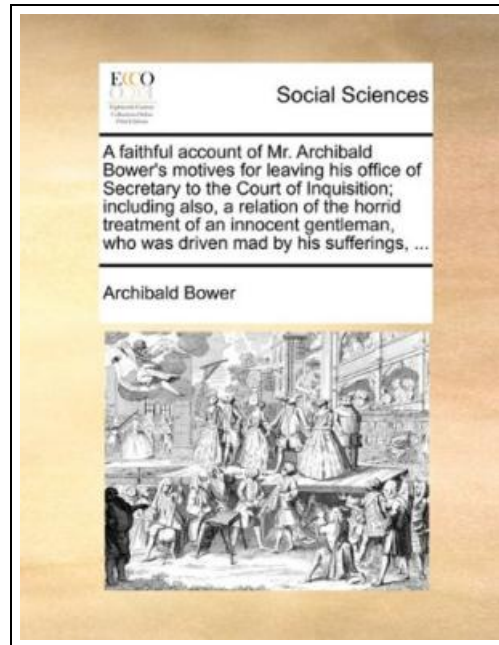 ECCO
Social Sciences
A faithful account of Mr. Archibald
Bower's motives for leaving his office of
Secretary to the Court of Inquisition;
including also, a relation of the horrid
treatment of an innocent gentleman,
who was driven mad by his sufferings, ...
Archibald Bower